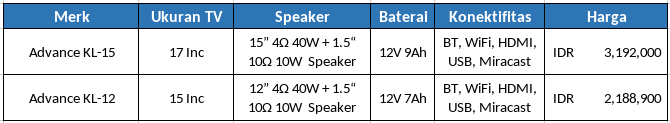 Merk Ukuran TV Speaker Baterai Konektifitas Harga
Advance KL-15 17 Inc 15” 4Ω 40W + 1.5“ 10Ω 10W Speaker 12V 9Ah BT, WiFi, HDMI, USB, Miracast IDR 3,192,000
Advance KL-12 15 Inc 12” 4Ω 40W + 1.5“ 10Ω 10W Speaker 12V 7Ah BT, WiFi, HDMI, USB, Miracast IDR 2,188,900